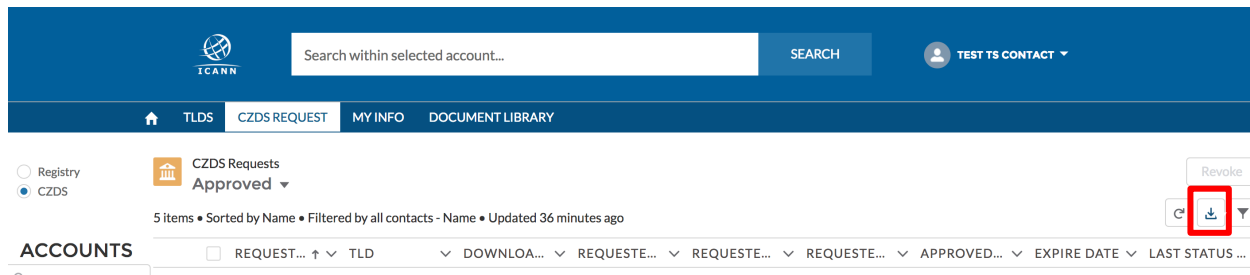 ICANN
Search within selected account...
SEARCH
TEST TS CONTACT
TLDS CZDS REQUEST MY INFO DOCUMENT LIBRARY
Registry
CZDS
CZDS Requests
Approved
Revoke
5 items • Sorted by Name • Filtered by all contacts - Name • Updated 36 minutes ago
ACCOUNTS
REQUEST... TLD DOWNLOA... REQUESTE... REQUESTE... REQUESTE... APPROVED... EXPIRE DATE LAST STATUS ...